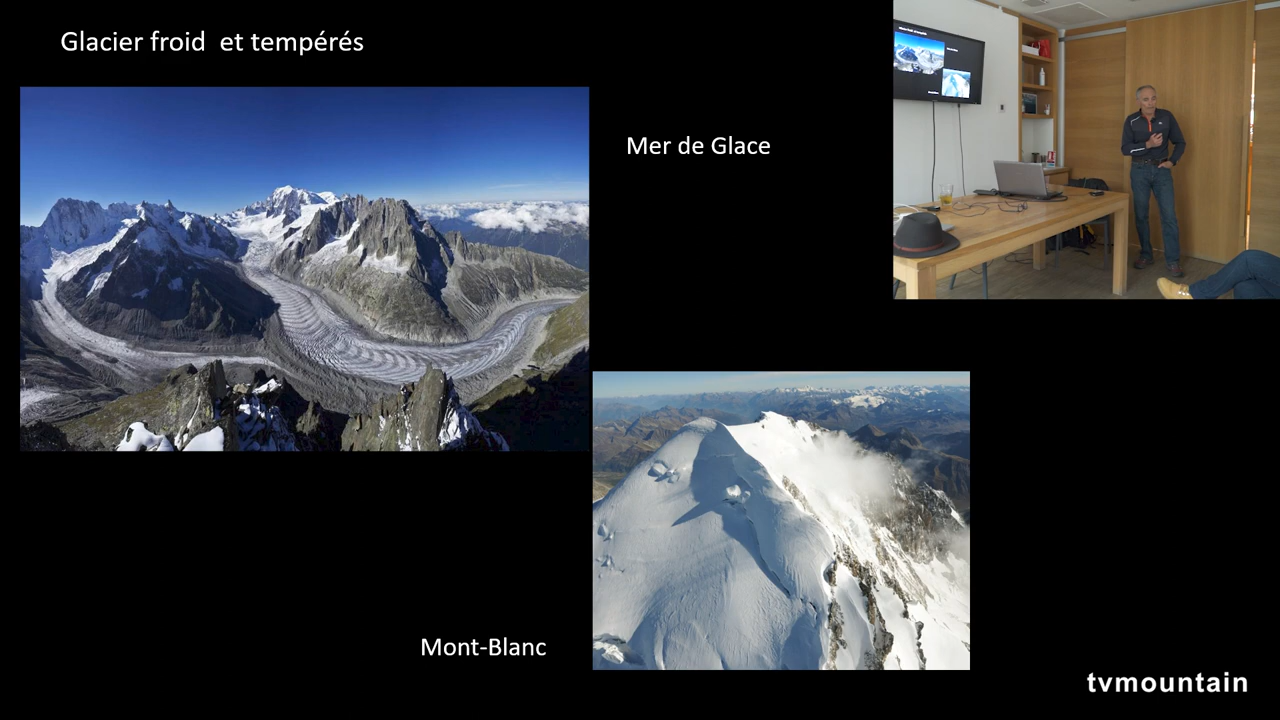 Glacier froid  et tempérés
Mer de Glace
Mont-Blanc
tvmountain